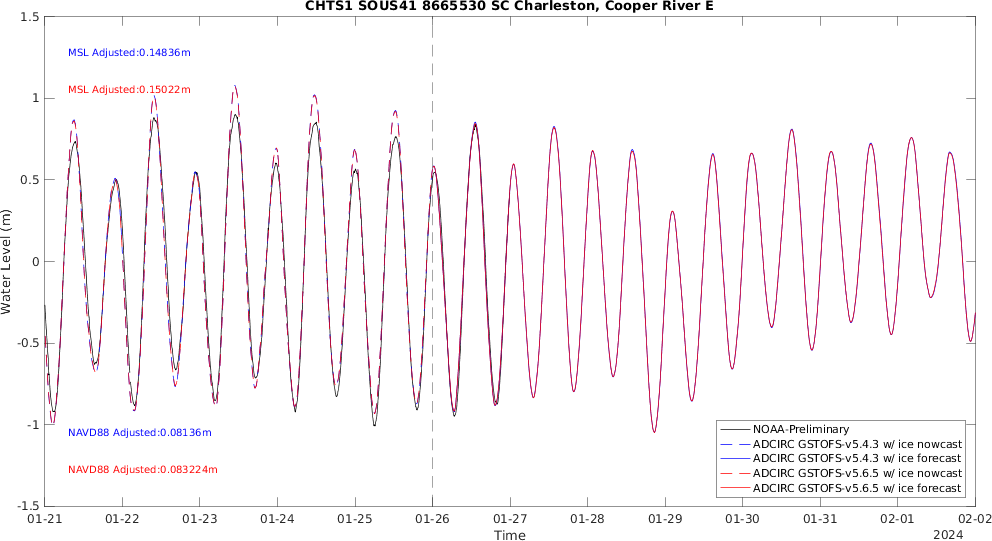 CHTS1 SOUS41 8665530 SC Charleston, Cooper River E
1.5
1
0.5
0
-0.5
-1
-1.5
Water Level (m)
MSL Adjusted:0.14836m
MSL Adjusted:0.15022m
NAVD88 Adjusted:0.08136m
NAVD88 Adjusted:0.083224m
NOAA-Preliminary
ADCIRC GSTOFS-v5.4.3 w/ ice nowcast
ADCIRC GSTOFS-v5.4.3 w/ ice forecast
ADCIRC GSTOFS-v5.6.5 w/ ice nowcast
ADCIRC GSTOFS-v5.6.5 w/ ice forecast
01-21 01-22 01-23 01-24 01-25 01-26 01-27 01-28 01-29 01-30 01-31 02-01 02-02
Time
2024